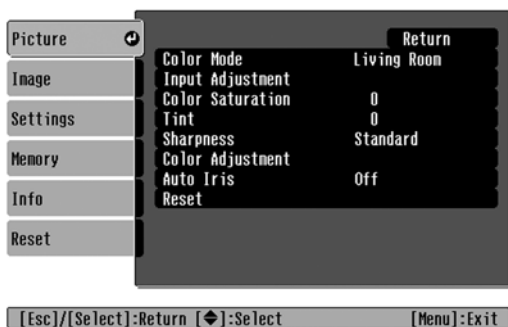 Picture
Image
Settings
Memory
Info
Reset
Return
Color Mode Living Room
Input Adjustment
Color Saturation 0
Tint 0
Sharpness Standard
Color Adjustment
Auto Iris Off
Reset
[Esc]/[Select]:Return [◆]:Select [Menu]:Exit